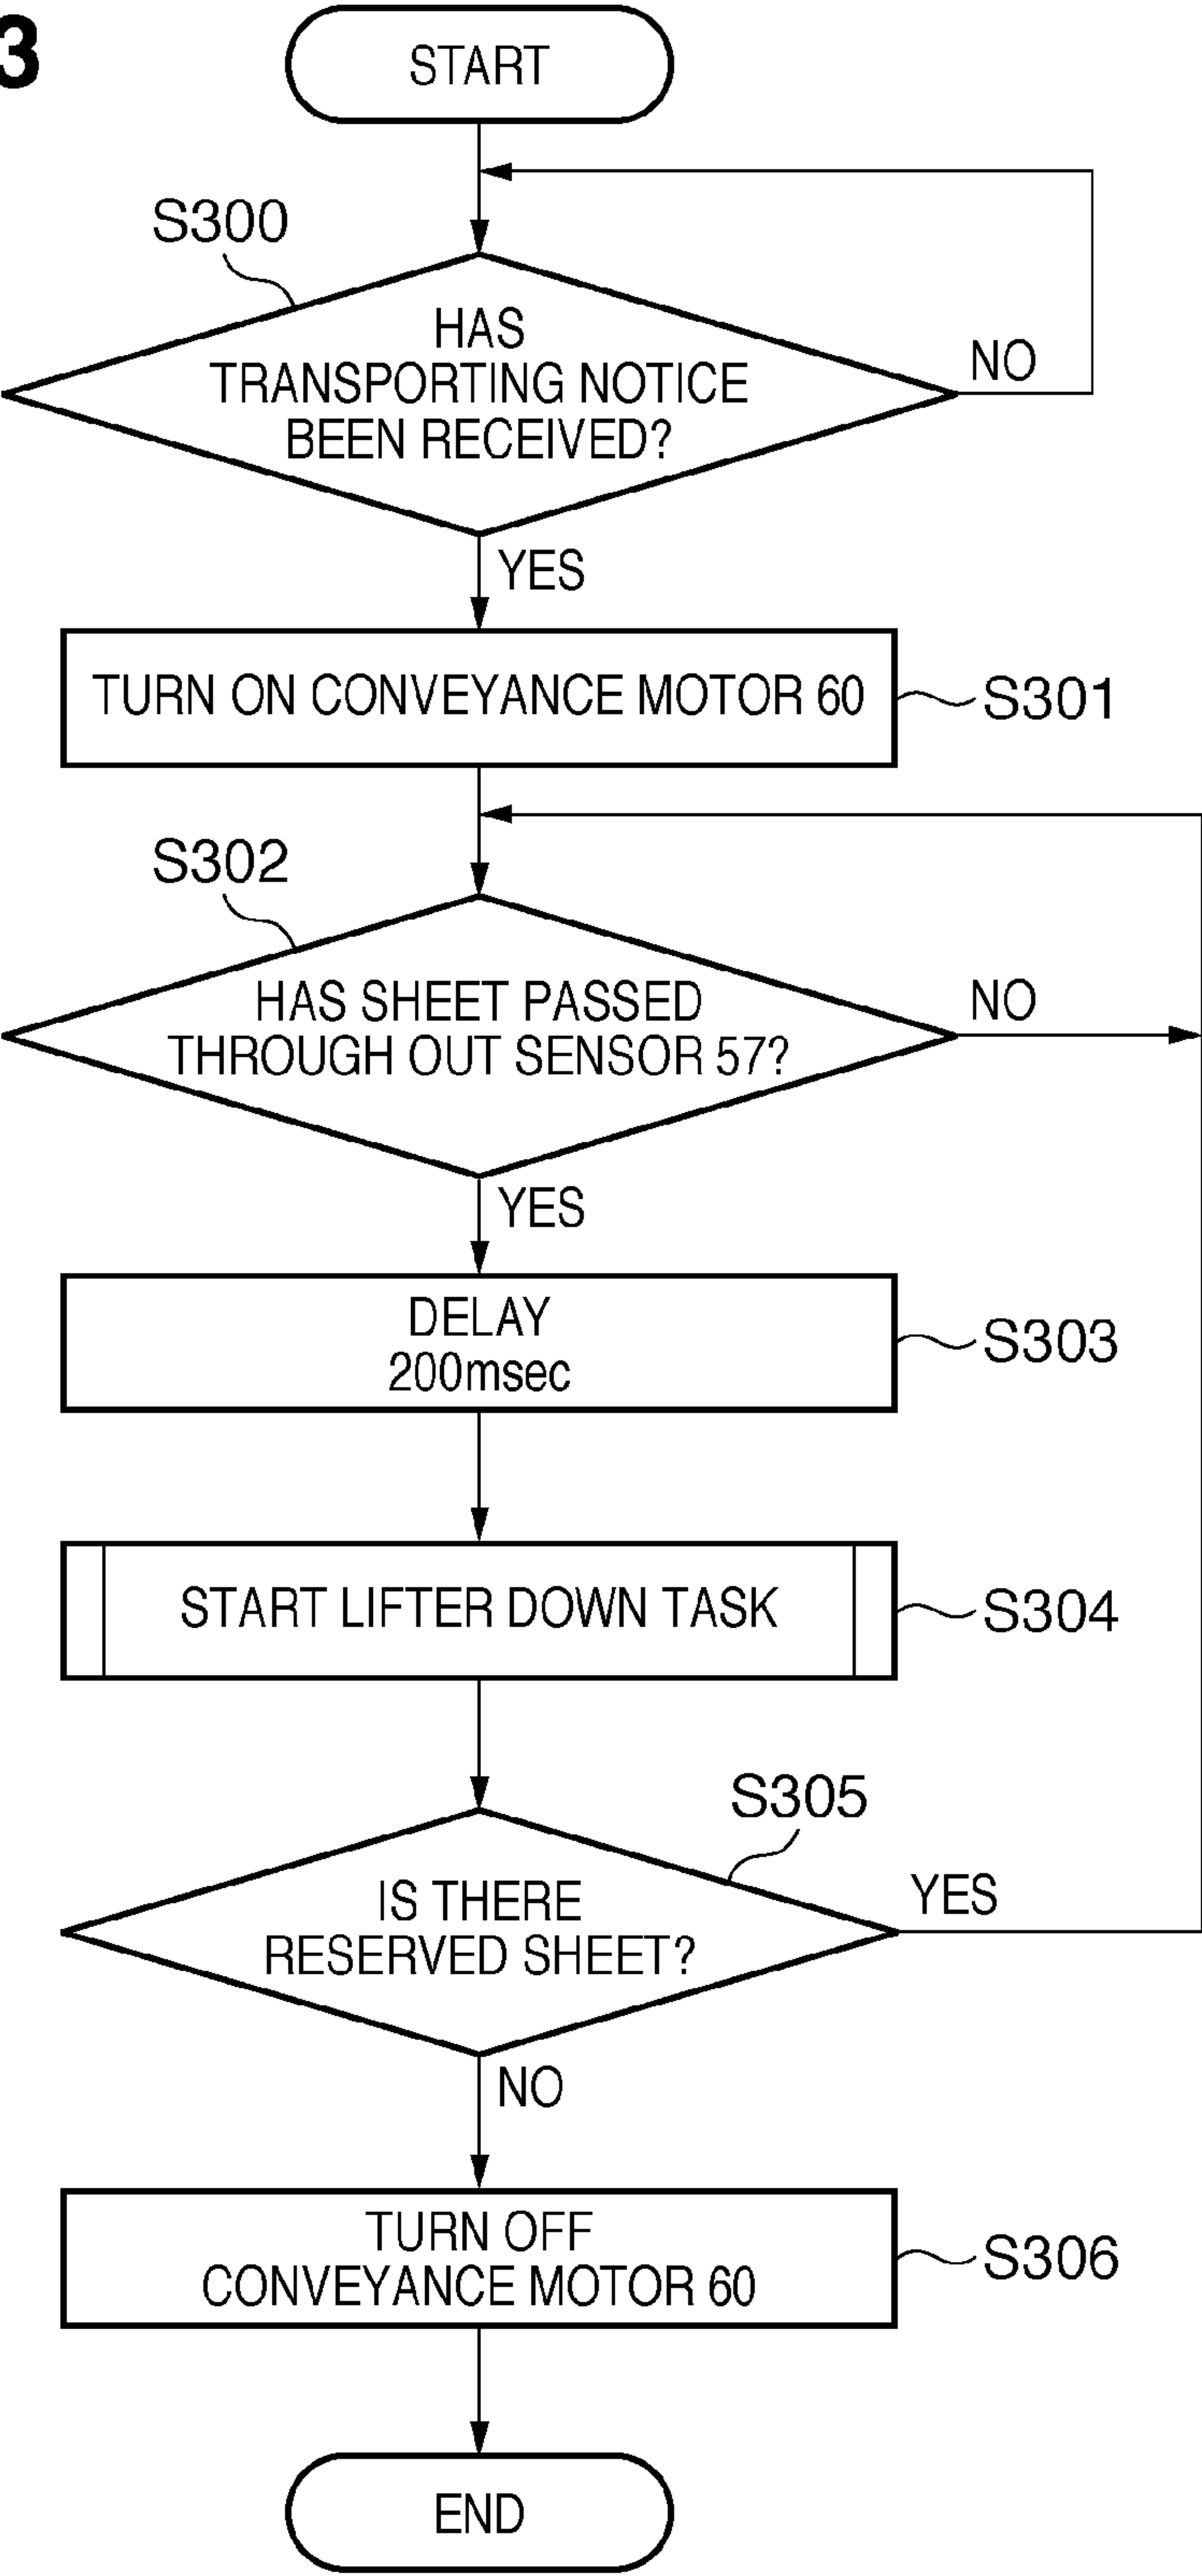 3
START
S300
HAS
TRANSPORTING NOTICE
BEEN RECEIVED?
NO
YES
TURN ON CONVEYANCE MOTOR 60
S301
S302
HAS SHEET PASSED
THROUGH OUT SENSOR 57?
NO
YES
DELAY
200msec
S303
START LIFTER DOWN TASK
S304
S305
IS THERE
RESERVED SHEET?
YES
NO
TURN OFF
CONVEYANCE MOTOR 60
S306
END